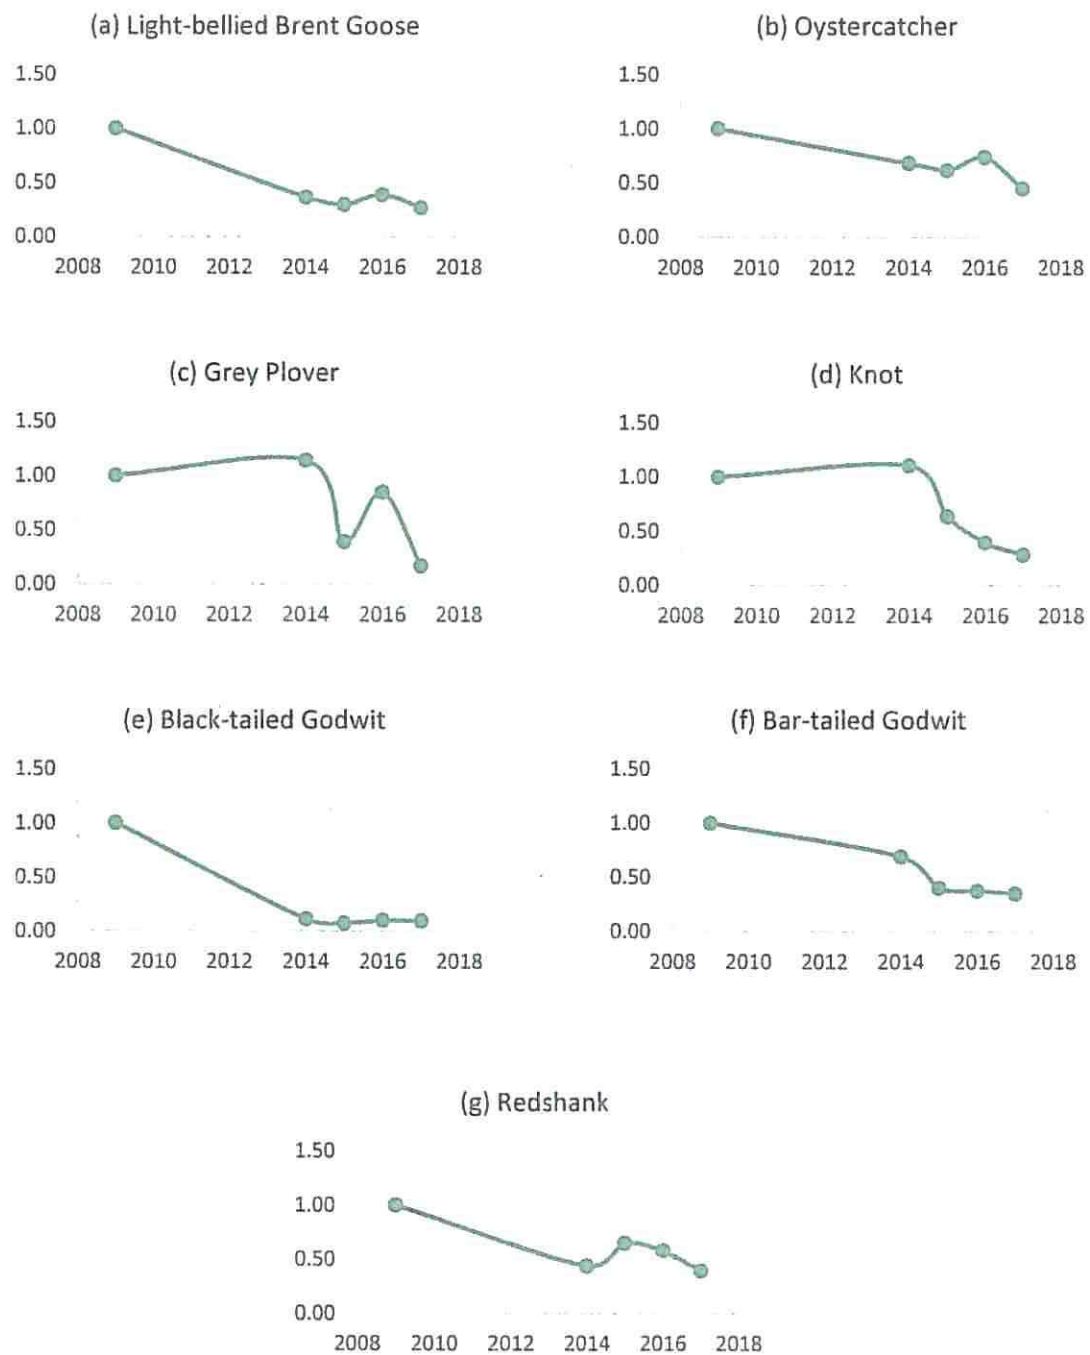 (a) Light-bellied Brent Goose
1.50
1.00
0.50
0.00
2008 2010 2012 2014 2016 2018
(b) Oystercatcher
1.50
1.00
0.50
0.00
2008 2010 2012 2014 2016 2018
(c) Grey Plover
1.50
1.00
0.50
0.00
2008 2010 2012 2014 2016 2018
(d) Knot
1.50
1.00
0.50
0.00
2008 2010 2012 2014 2016 2018
(e) Black-tailed Godwit
1.50
1.00
0.50
0.00
2008 2010 2012 2014 2016 2018
(f) Bar-tailed Godwit
1.50
1.00
0.50
0.00
2008 2010 2012 2014 2016 2018
(g) Redshank
1.50
1.00
0.50
0.00
2008 2010 2012 2014 2016 2018